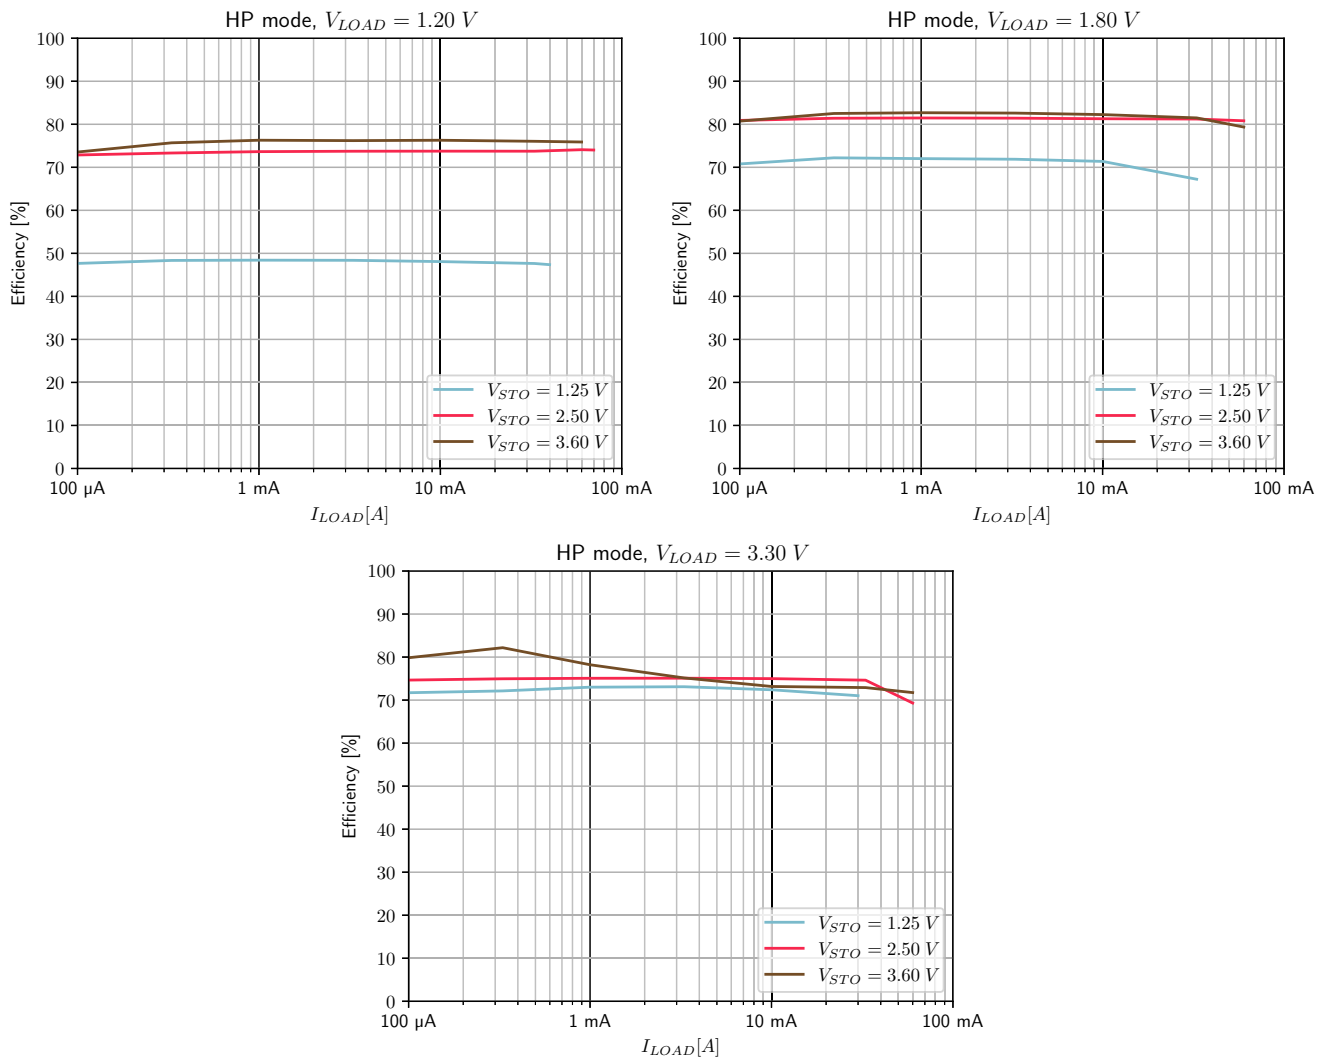 HP mode, V_LOAD = 1.20 V
Efficiency [%]
100
90
80
70
60
50
40
30
20
10
0
V_STO = 1.25 V
V_STO = 2.50 V
V_STO = 3.60 V
100 µA 1 mA 10 mA 100 mA
I_LOAD[A]
HP mode, V_LOAD = 1.80 V
Efficiency [%]
100
90
80
70
60
50
40
30
20
10
0
V_STO = 1.25 V
V_STO = 2.50 V
V_STO = 3.60 V
100 µA 1 mA 10 mA 100 mA
I_LOAD[A]
HP mode, V_LOAD = 3.30 V
Efficiency [%]
100
90
80
70
60
50
40
30
20
10
0
V_STO = 1.25 V
V_STO = 2.50 V
V_STO = 3.60 V
100 µA 1 mA 10 mA 100 mA
I_LOAD[A]